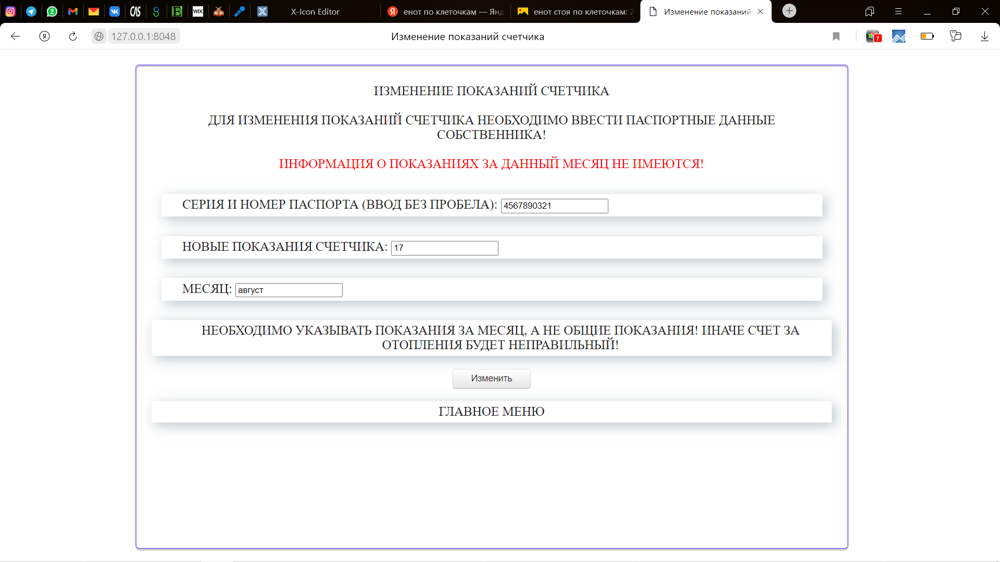 X-Icon Editor
енот по клеточкам — Янд
енот стоя по клеточкам: 2
Изменение показаний
127.0.0.1:8048
Изменение показаний счетчика
ИЗМЕНЕНИЕ ПОКАЗАНИЙ СЧЕТЧИКА
ДЛЯ ИЗМЕНЕНИЯ ПОКАЗАНИЙ СЧЕТЧИКА НЕОБХОДИМО ВВЕСТИ ПАСПОРТНЫЕ ДАННЫЕ
СОБСТВЕННИКА!
ИНФОРМАЦИЯ О ПОКАЗАНИЯХ ЗА ДАННЫЙ МЕСЯЦ НЕ ИМЕЮТСЯ!
СЕРИЯ И НОМЕР ПАСПОРТА (ВВОД БЕЗ ПРОБЕЛА): 4567890321
НОВЫЕ ПОКАЗАНИЯ СЧЕТЧИКА: 17
МЕСЯЦ: август
НЕОБХОДИМО УКАЗЫВАТЬ ПОКАЗАНИЯ ЗА МЕСЯЦ, А НЕ ОБЩИЕ ПОКАЗАНИЯ! ИНАЧЕ СЧЕТ ЗА
ОТОПЛЕНИЯ БУДЕТ НЕПРАВИЛЬНЫЙ!
Изменить
ГЛАВНОЕ МЕНЮ